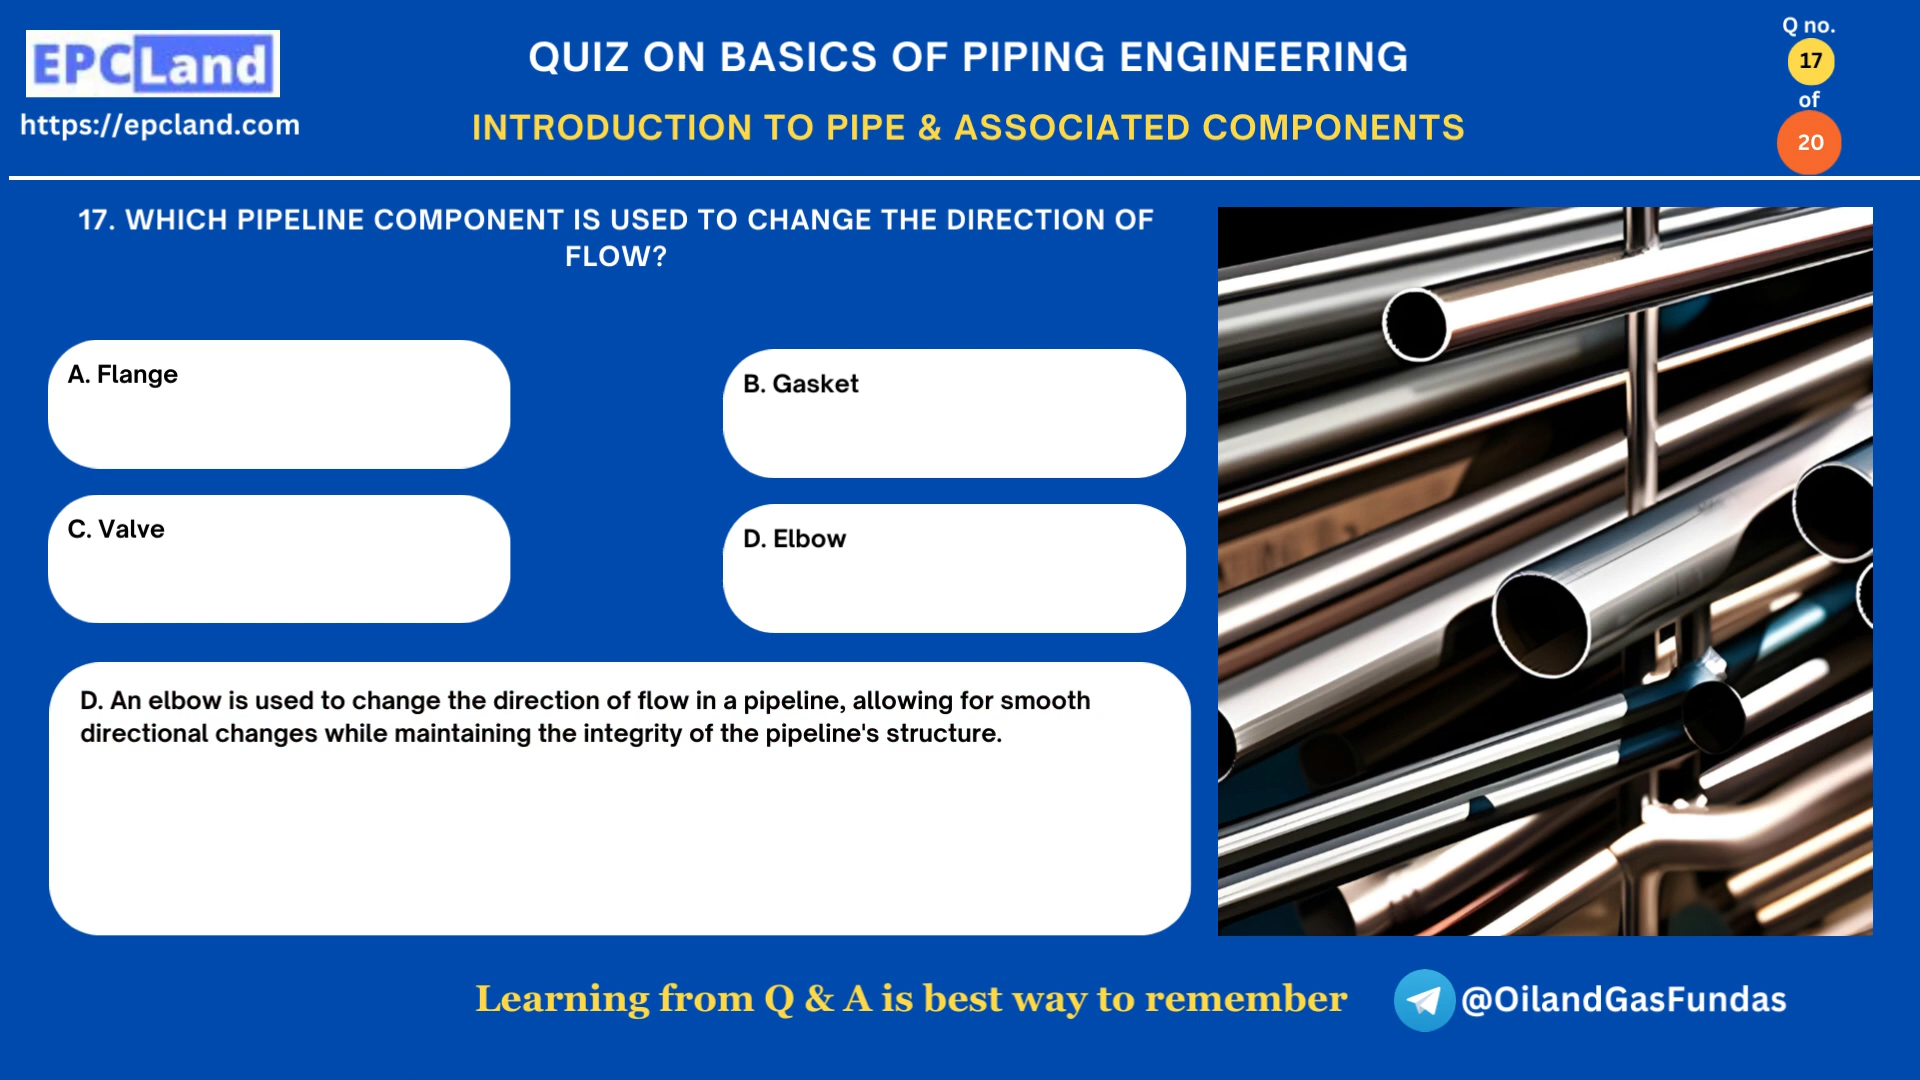 EPCLand
https://epcland.com
QUIZ ON BASICS OF PIPING ENGINEERING
INTRODUCTION TO PIPE & ASSOCIATED COMPONENTS
Q no.
17
of
20
17. WHICH PIPELINE COMPONENT IS USED TO CHANGE THE DIRECTION OF
FLOW?
A. Flange
B. Gasket
C. Valve
D. Elbow
D. An elbow is used to change the direction of flow in a pipeline, allowing for smooth
directional changes while maintaining the integrity of the pipeline's structure.
Learning from Q & A is best way to remember
@OilandGasFundas